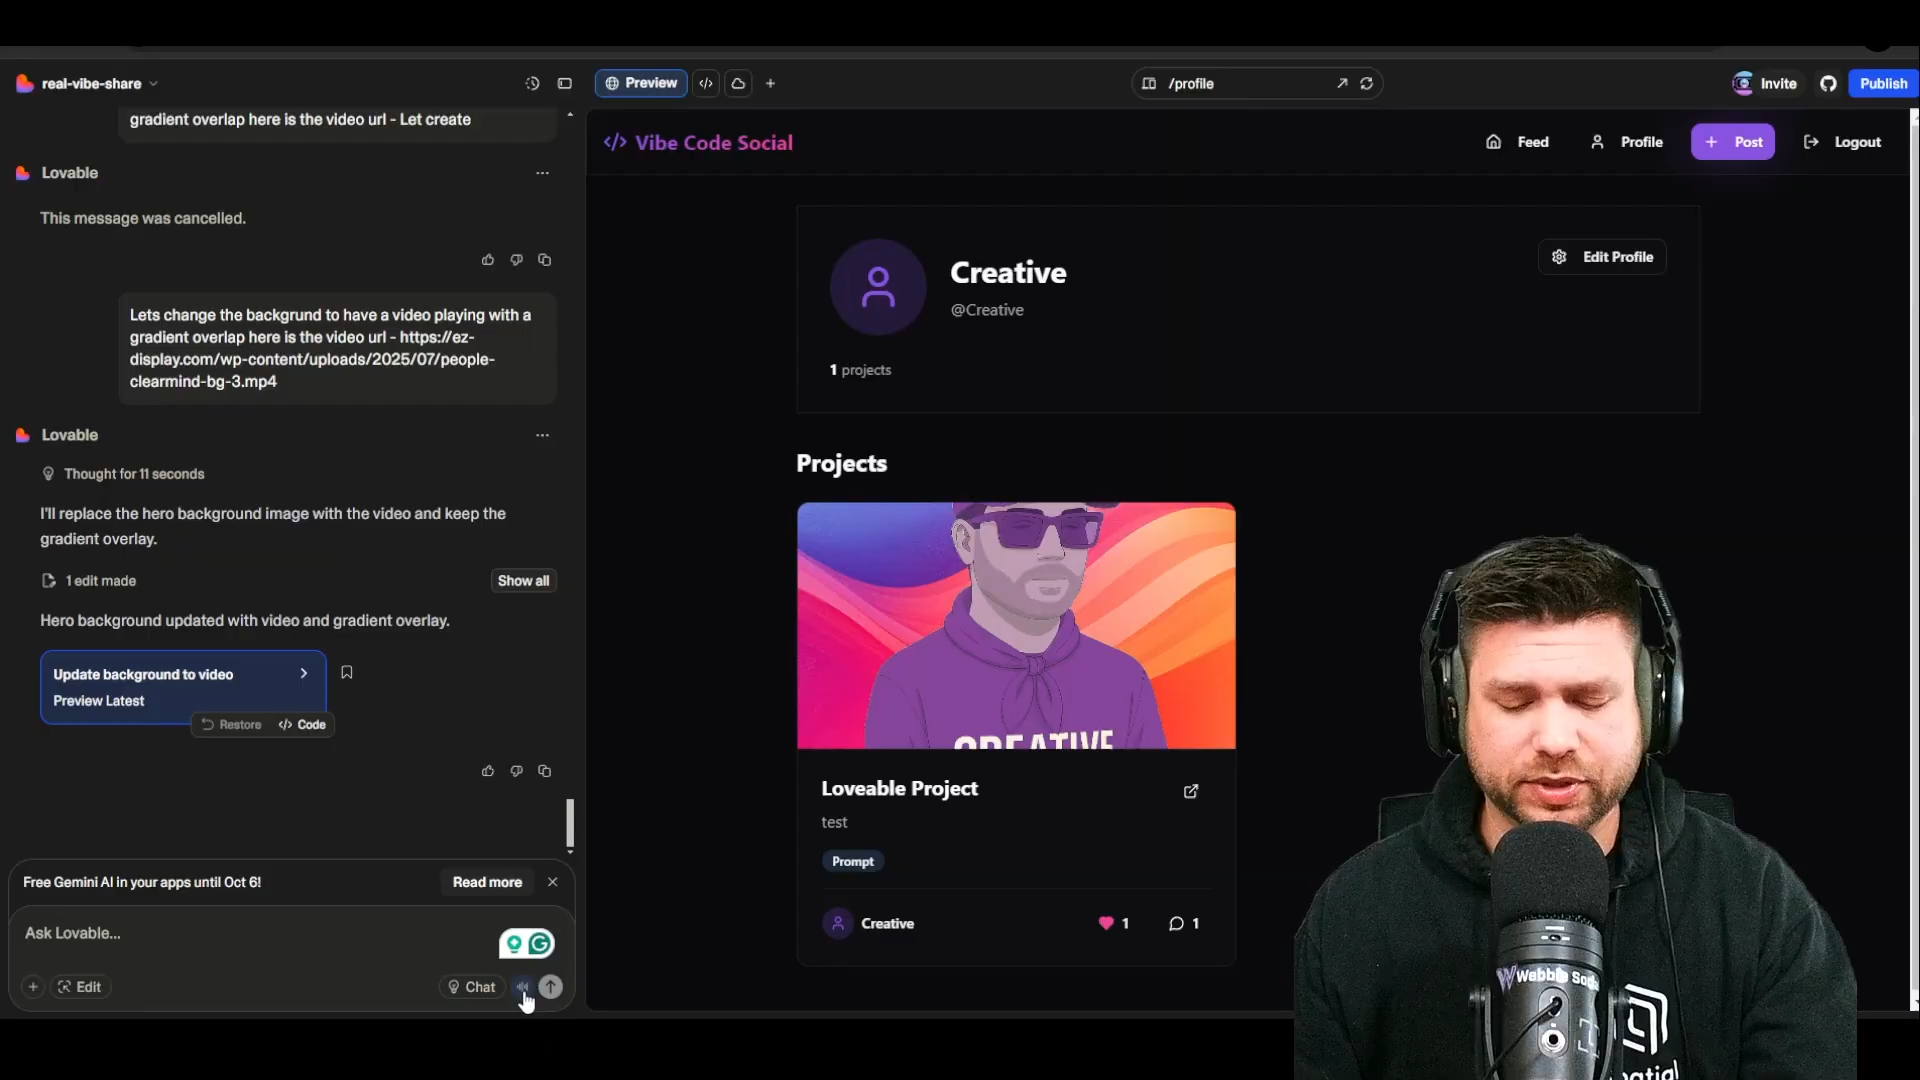 real-vibe-share
Preview
/profile
Invite
Publish
gradient overlap here is the video url - Let create
Lovable
This message was cancelled.
Lets change the backgrund to have a video playing with a
gradient overlap here is the video url - https://ez-
display.com/wp-content/uploads/2025/07/people-
clearmind-bg-3.mp4
Lovable
Thought for 11 seconds
I'll replace the hero background image with the video and keep the
gradient overlay.
1 edit made
Show all
Hero background updated with video and gradient overlay.
Update background to video
Preview Latest
Restore
Code
Free Gemini AI in your apps until Oct 6!
Read more
Ask Lovable...
Edit
Chat
</> Vibe Code Social
Feed
Profile
+ Post
Logout
Creative
@Creative
1 projects
Edit Profile
Projects
CREATIVE
Loveable Project
test
Prompt
Creative
1
1